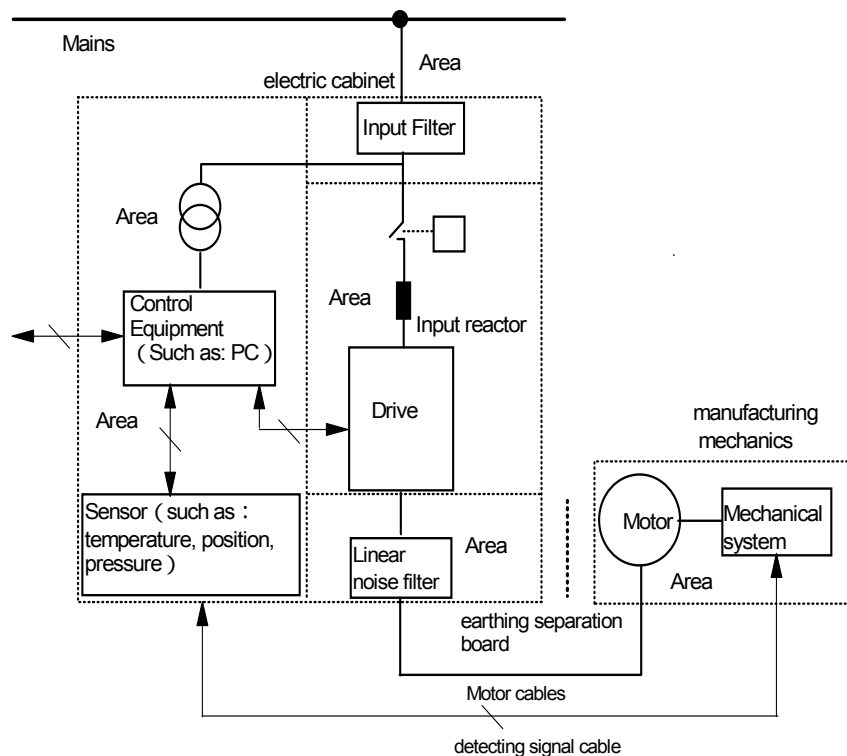 Mains
Area
electric cabinet
Input Filter
Area
Area
Input reactor
Control
Equipment
(Such as: PC)
Area
Drive
manufacturing
mechanics
Sensor (such as:
temperature, position,
pressure)
Motor
Mechanical
system
Linear
noise filter
Area
Area
earthing separation
board
Motor cables
detecting signal cable